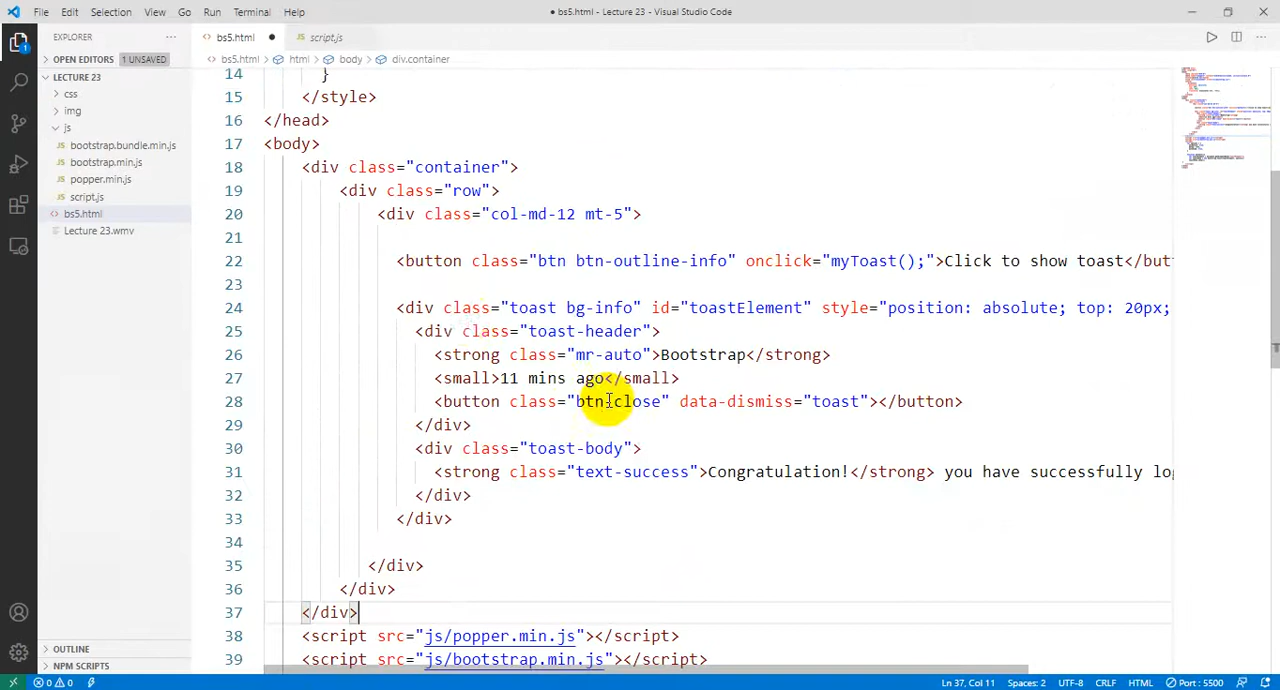 File Edit Selection View Go Run Terminal Help ● bs5.html - Lecture 23 - Visual Studio Code
EXPLORER ··· bs5.html ● script.js
OPEN EDITORS 1 UNSAVED bs5.html > html > body > div.container
LECTURE 23
css
img
js
bootstrap.bundle.min.js
bootstrap.min.js
popper.min.js
script.js
bs5.html
Lecture 23.wmv
OUTLINE
NPM SCRIPTS
14 }
15 </style>
16 </head>
17 <body>
18 <div class="container">
19 <div class="row">
20 <div class="col-md-12 mt-5">
21
22 <button class="btn btn-outline-info" onclick="myToast();">Click to show toast</but
23
24 <div class="toast bg-info" id="toastElement" style="position: absolute; top: 20px;
25 <div class="toast-header">
26 <strong class="mr-auto">Bootstrap</strong>
27 <small>11 mins ago</small>
28 <button class="btn-close" data-dismiss="toast"></button>
29 </div>
30 <div class="toast-body">
31 <strong class="text-success">Congratulation!</strong> you have successfully lo
32 </div>
33 </div>
34
35 </div>
36 </div>
37 </div>
38 <script src="js/popper.min.js"></script>
39 <script src="js/bootstrap.min.js"></script>
0 0 Ln 37, Col 11 Spaces: 2 UTF-8 CRLF HTML Port : 5500